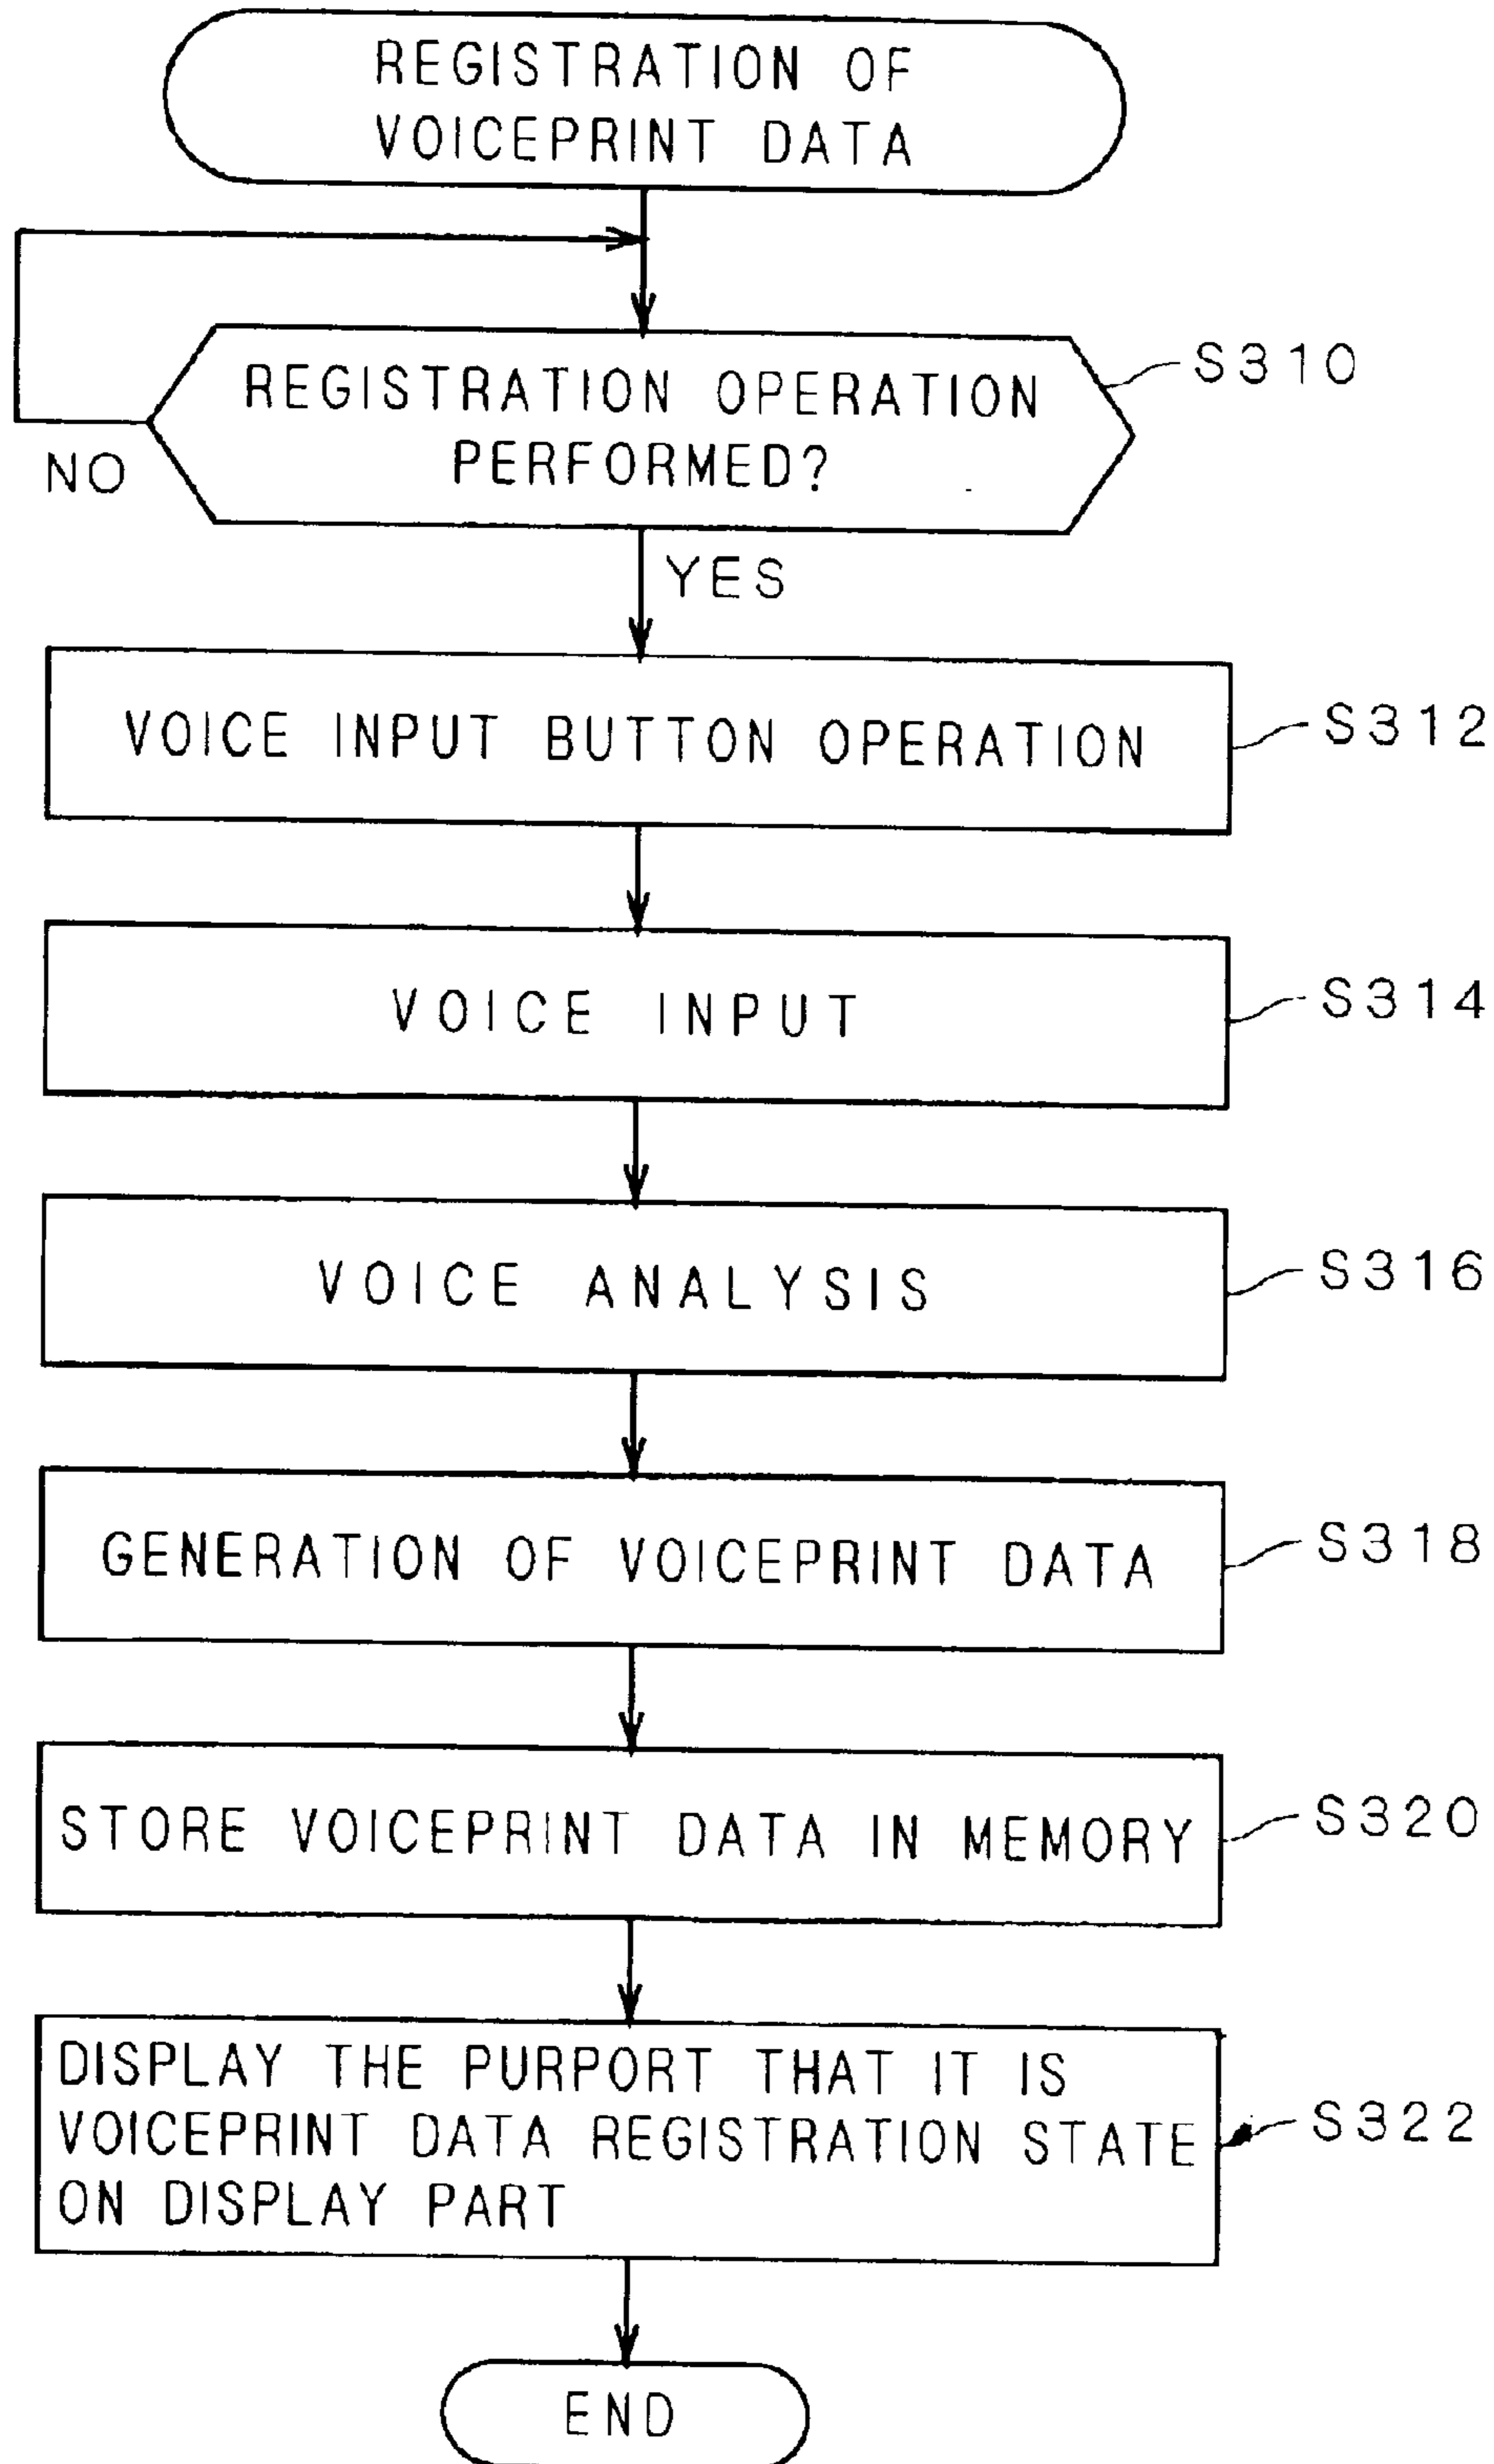 REGISTRATION OF
VOICEPRINT DATA
REGISTRATION OPERATION
PERFORMED?
S310
NO
YES
VOICE INPUT BUTTON OPERATION
S312
VOICE INPUT
S314
VOICE ANALYSIS
S316
GENERATION OF VOICEPRINT DATA
S318
STORE VOICEPRINT DATA IN MEMORY
S320
DISPLAY THE PURPORT THAT IT IS
VOICEPRINT DATA REGISTRATION STATE
ON DISPLAY PART
S322
END